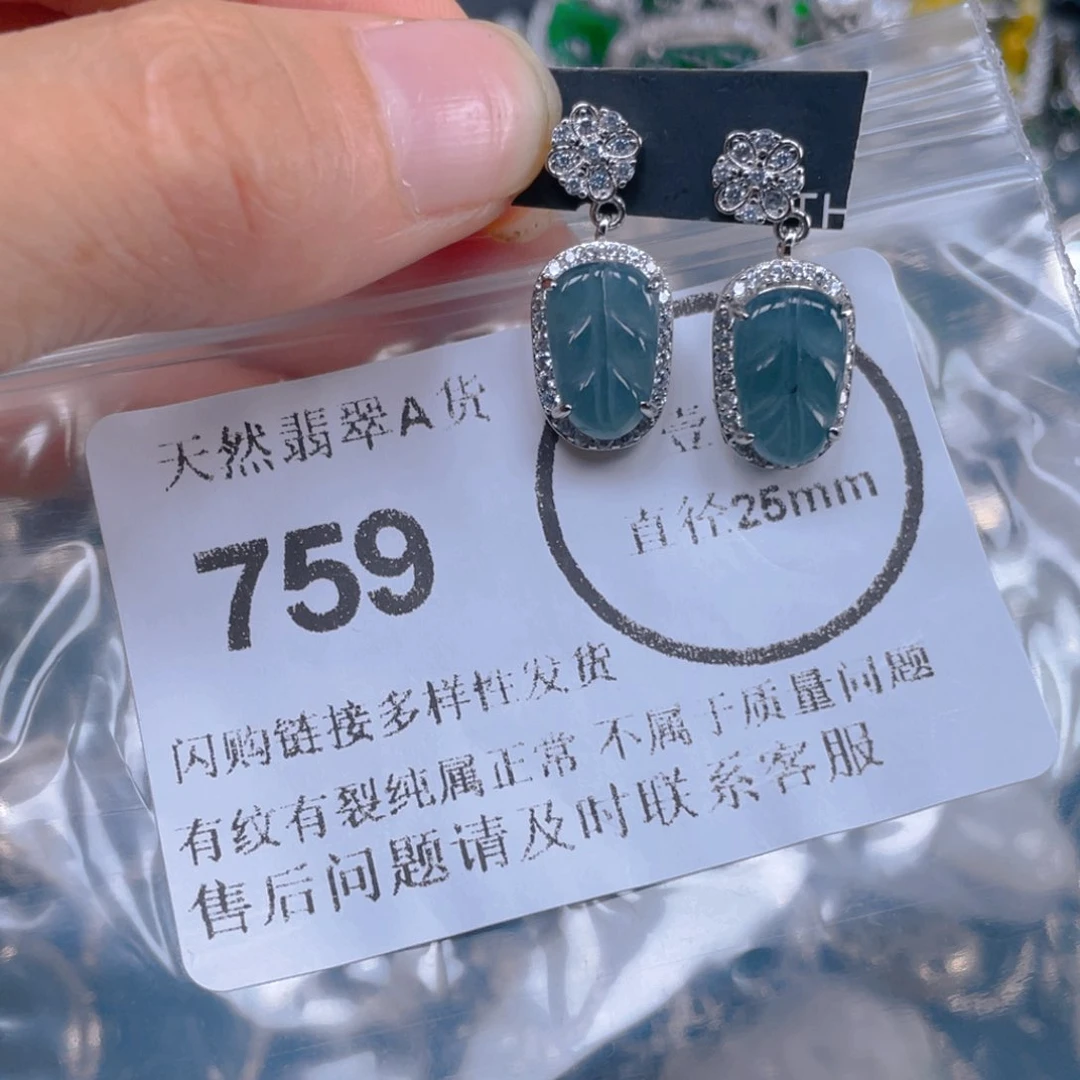 TH
天然翡翠A货
壹
直径25mm
759
闪购链接多样性发货
有纹有裂纯属正常 不属于质量问题
售后问题请及时联系客服